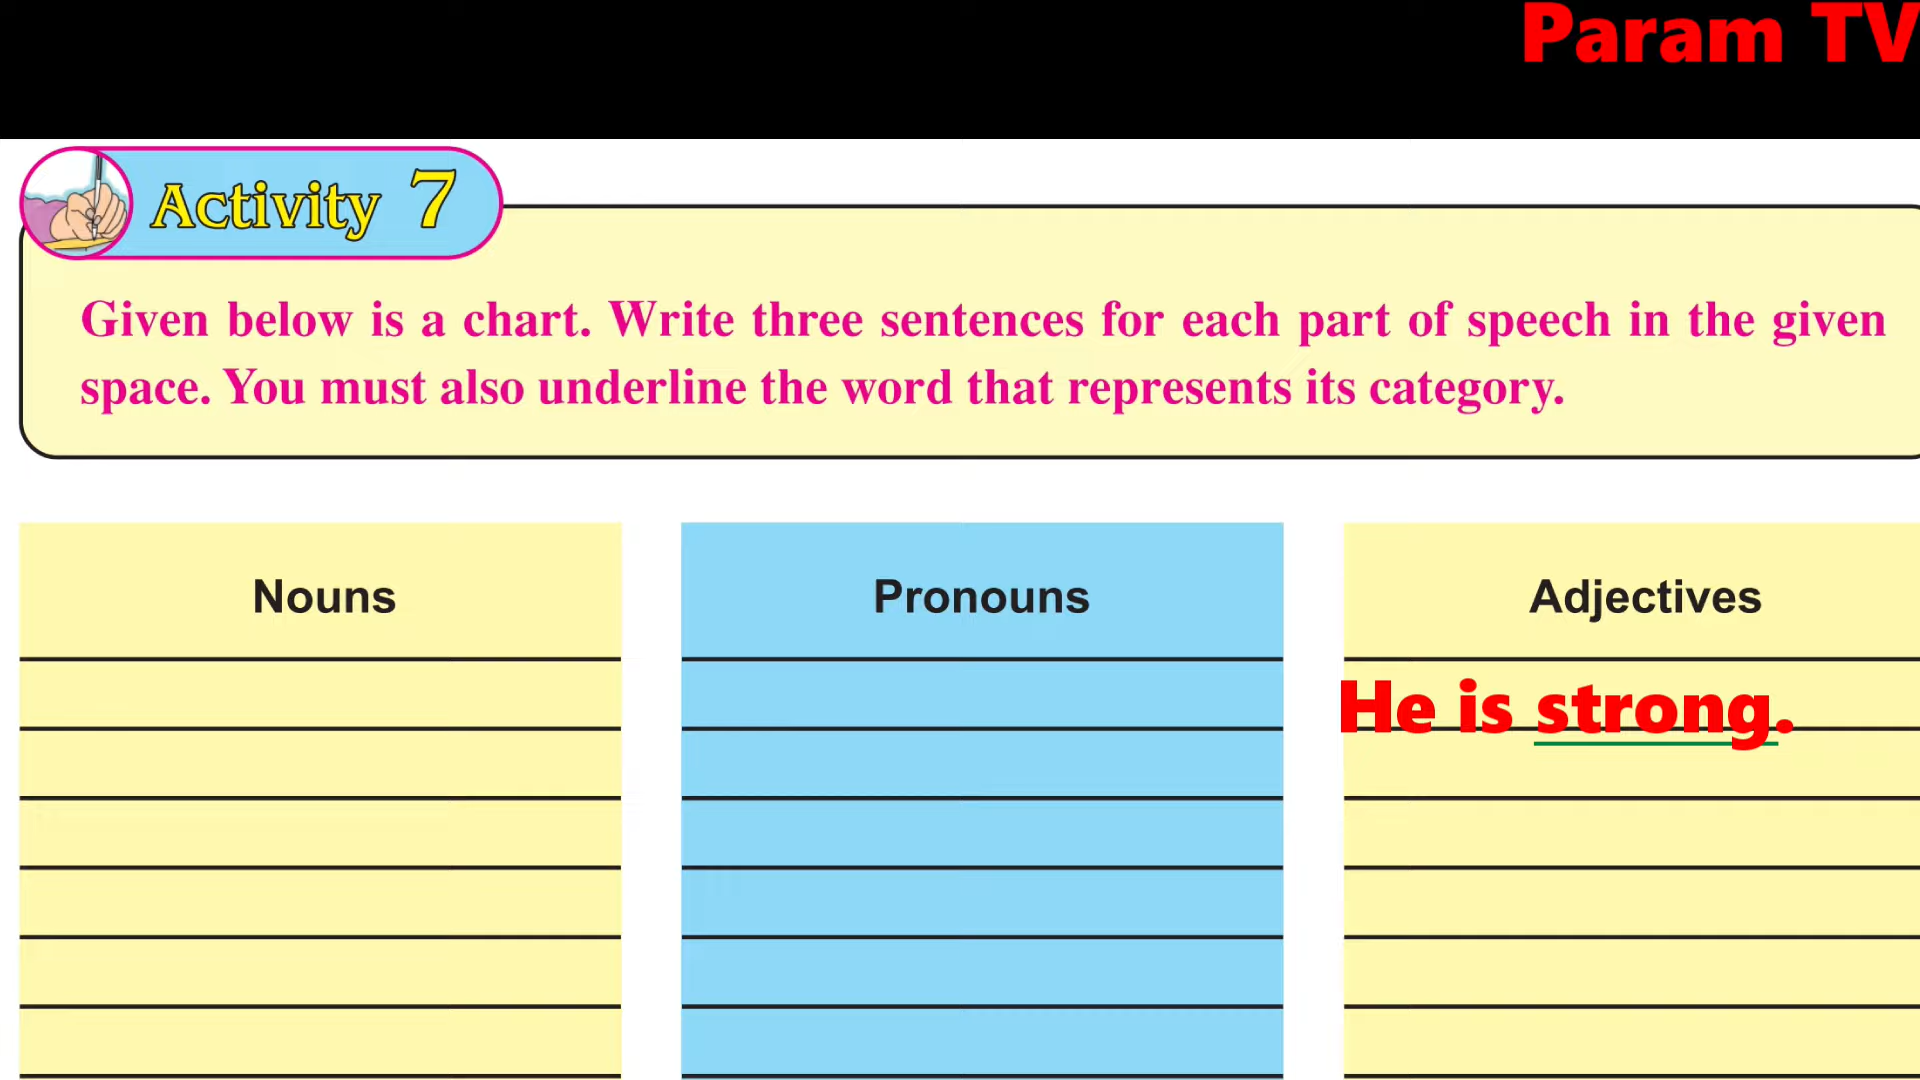 Param TV
Activity 7
Given below is a chart. Write three sentences for each part of speech in the given
space. You must also underline the word that represents its category.
Nouns
Pronouns
Adjectives
He is strong.